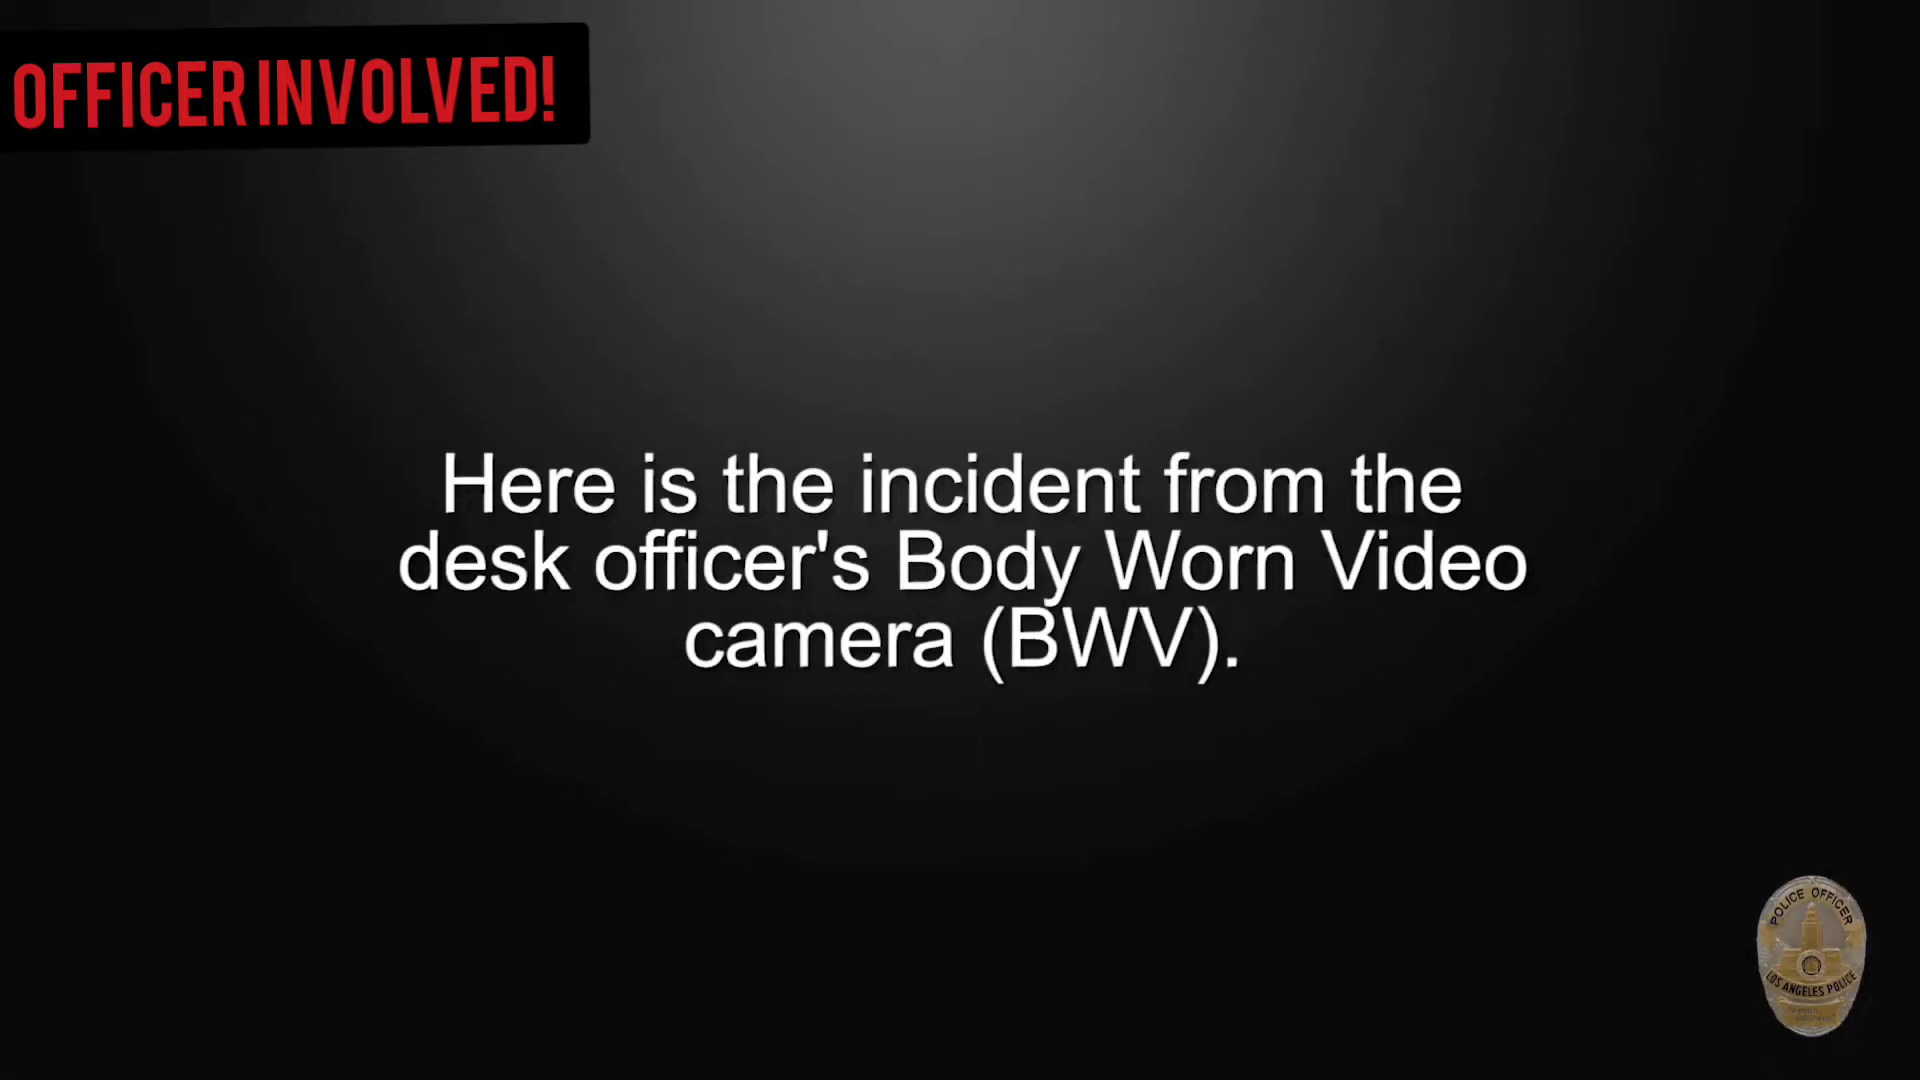 OFFICER INVOLVED!
Here is the incident from the
desk officer's Body Worn Video
camera (BWV).
POLICE OFFICER
LOS ANGELES POLICE